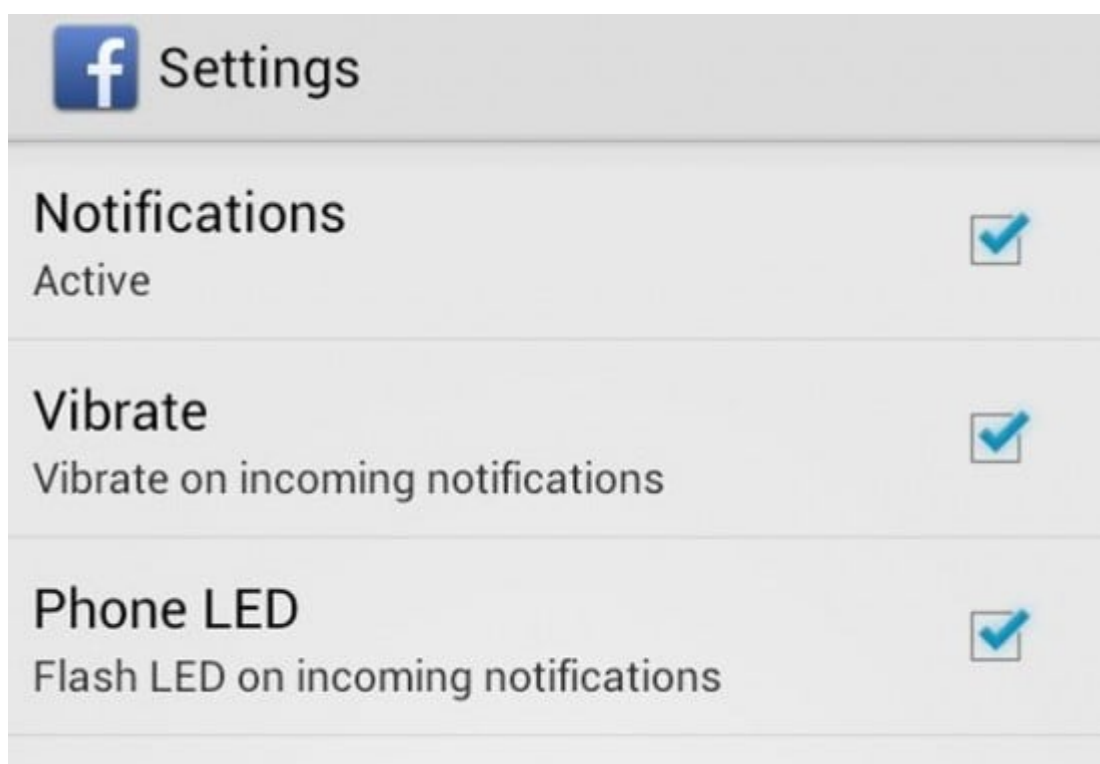 Settings
Notifications
Active
Vibrate
Vibrate on incoming notifications
Phone LED
Flash LED on incoming notifications